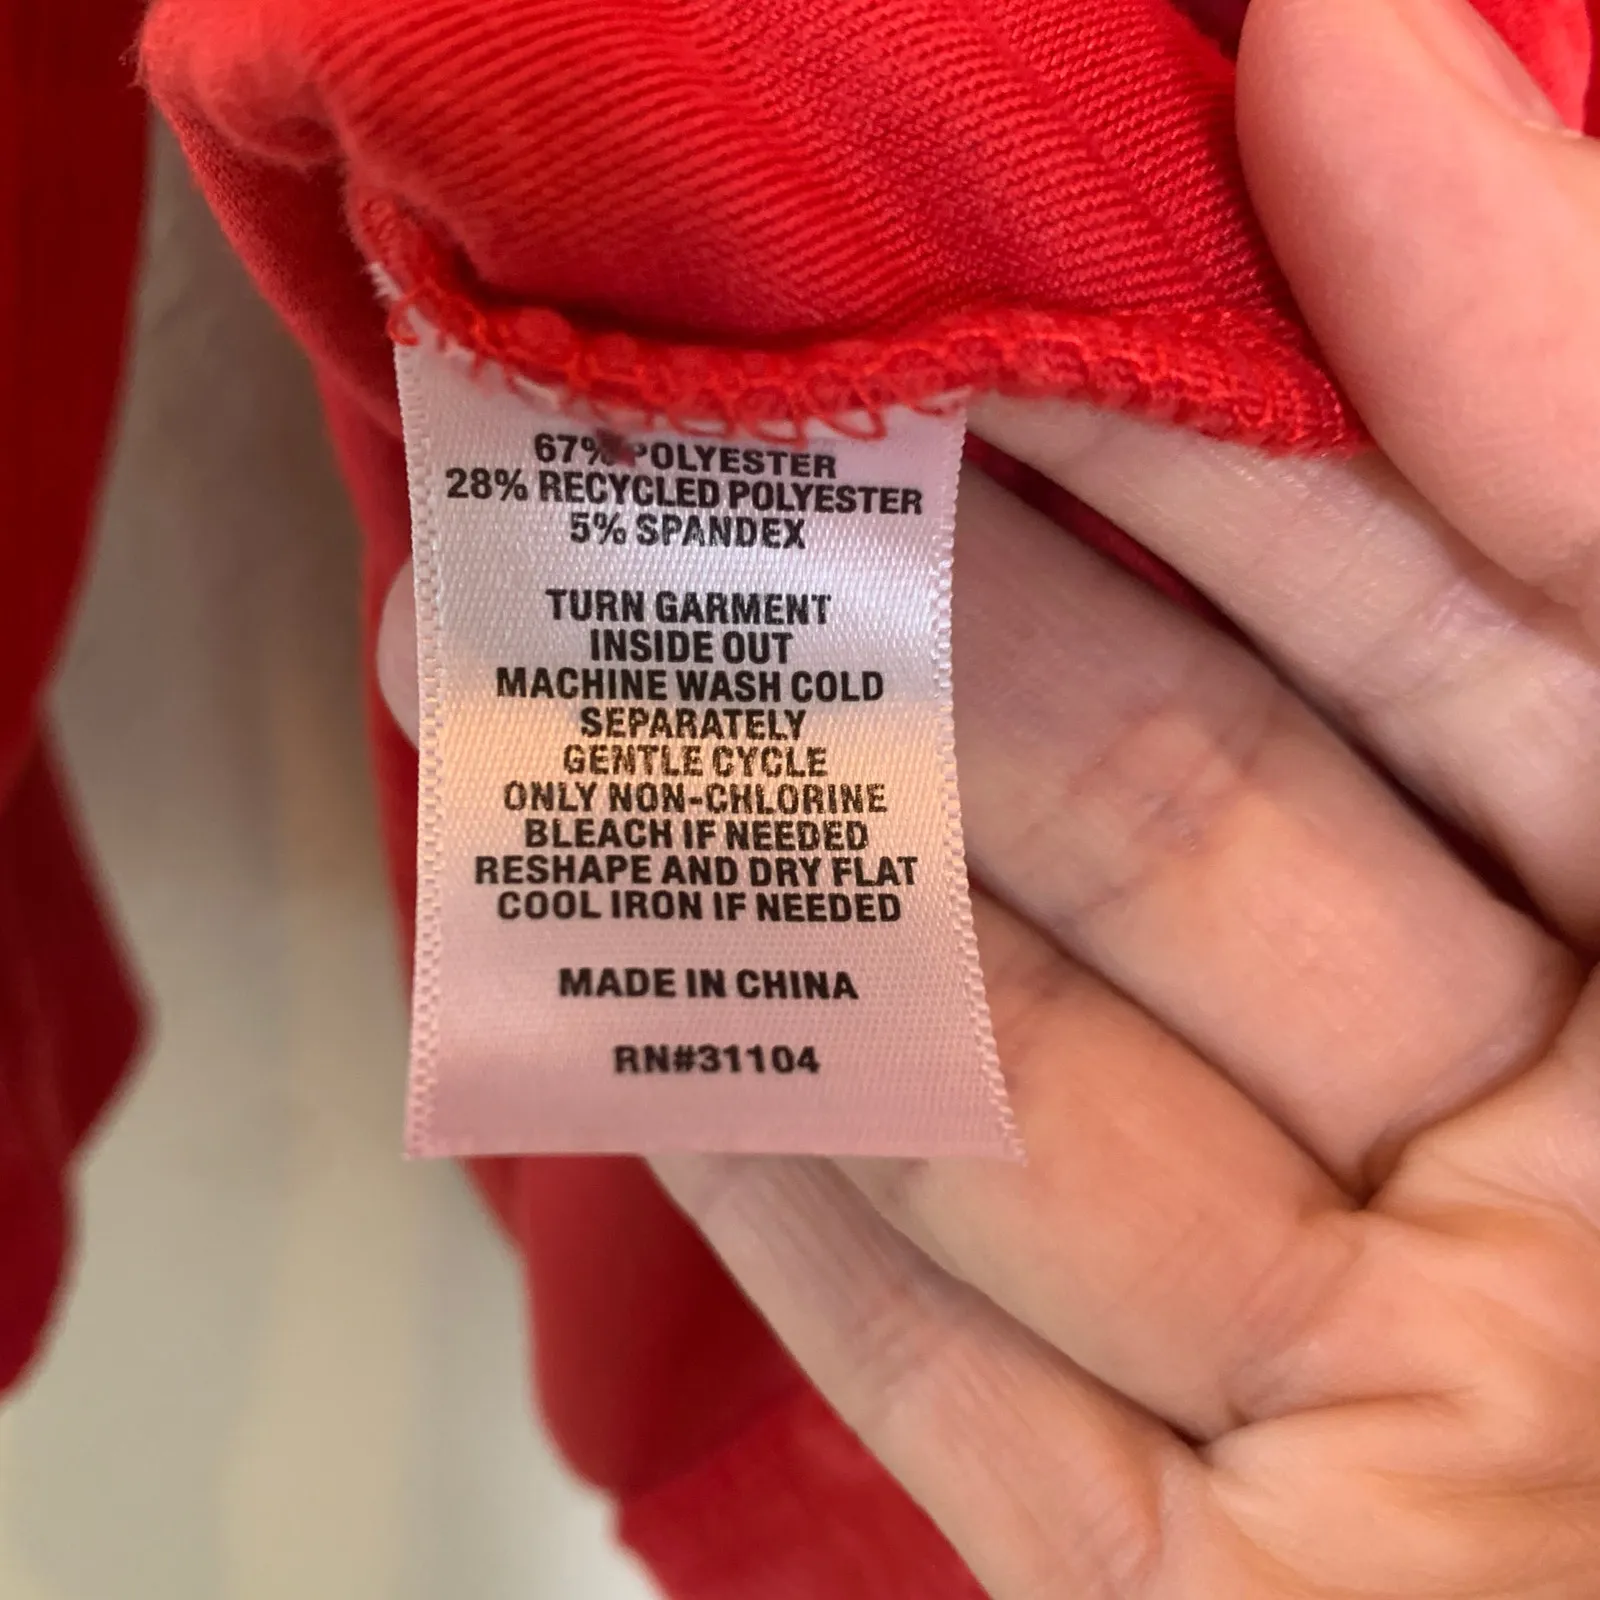 67% POLYESTER
28% RECYCLED POLYESTER
5% SPANDEX
TURN GARMENT
INSIDE OUT
MACHINE WASH COLD
SEPARATELY
GENTLE CYCLE
ONLY NON-CHLORINE
BLEACH IF NEEDED
RESHAPE AND DRY FLAT
COOL IRON IF NEEDED
MADE IN CHINA
RN#31104